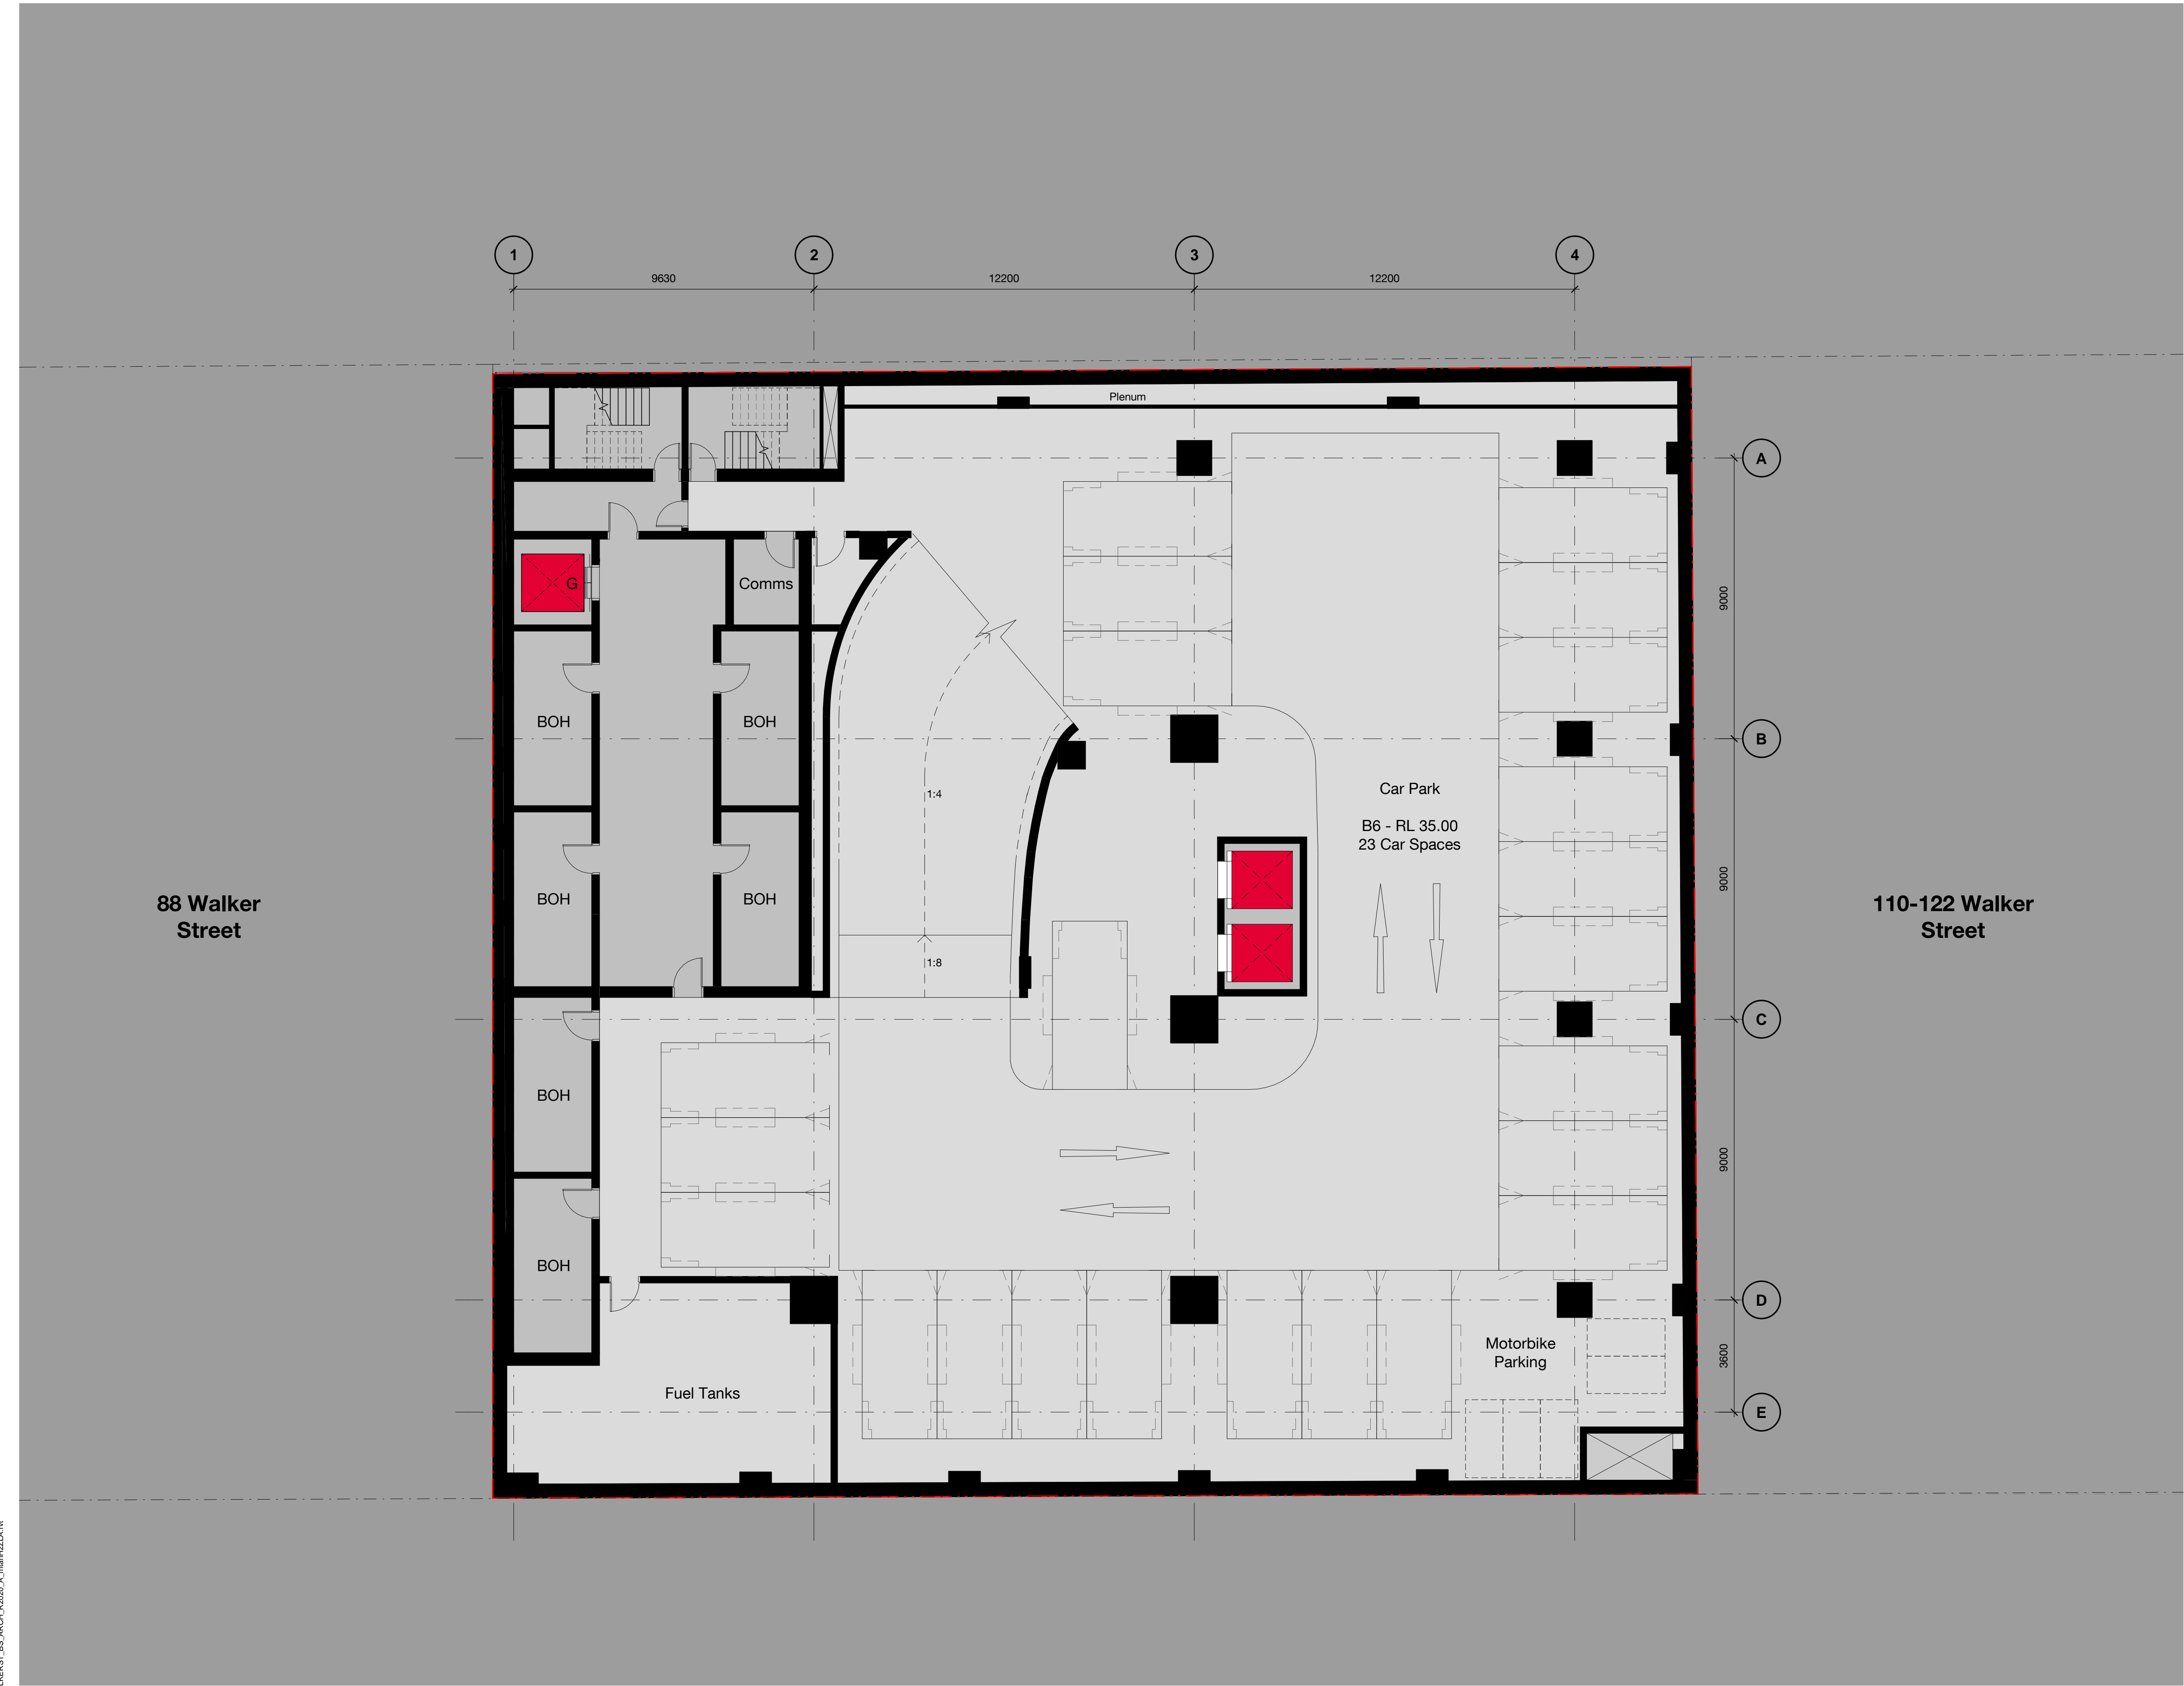 1
2
3
4
9630
12200
12200
Plenum
A
G
Comms
9000
BOH
BOH
B
1:4
Car Park
B6 - RL 35.00
23 Car Spaces
88 Walker
Street
BOH
BOH
9000
110-122 Walker
Street
1:8
C
BOH
9000
BOH
D
Motorbike
Parking
3600
Fuel Tanks
E